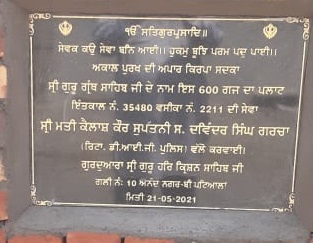 ੴ ਸਤਿਗੁਰਪ੍ਰਸਾਦਿ॥
ਸੇਵਕ ਕਉ ਸੇਵਾ ਬਨਿ ਆਈ॥ ਹੁਕਮੁ ਬੂਝਿ ਪਰਮ ਪਦੁ ਪਾਈ॥
ਅਕਾਲ ਪੁਰਖ ਦੀ ਅਪਾਰ ਕਿਰਪਾ ਸਦਕਾ
ਸ੍ਰੀ ਗੁਰੂ ਗ੍ਰੰਥ ਸਾਹਿਬ ਜੀ ਦੇ ਨਾਮ ਇਸ 600 ਗਜ ਦਾ ਪਲਾਟ
ਇੰਤਕਾਲ ਨੰ. 35480 ਵਸੀਕਾ ਨੰ. 2211 ਦੀ ਸੇਵਾ
ਸ੍ਰੀ ਮਤੀ ਕੈਲਾਸ਼ ਕੌਰ ਸੁਪਤਨੀ ਸ. ਦਵਿੰਦਰ ਸਿੰਘ ਗਰਚਾ
(ਰਿਟਾ. ਡੀ.ਆਈ.ਜੀ. ਪੁਲਿਸ) ਵੱਲੋਂ ਕਰਵਾਈ।
ਗੁਰਦੁਆਰਾ ਸ੍ਰੀ ਗੁਰੂ ਹਰਿ ਕ੍ਰਿਸ਼ਨ ਸਾਹਿਬ ਜੀ
ਗਲੀ ਨੰ: 10 ਅਨੰਦ ਨਗਰ-ਬੀ ਪਟਿਆਲਾ
ਮਿਤੀ 21-05-2021